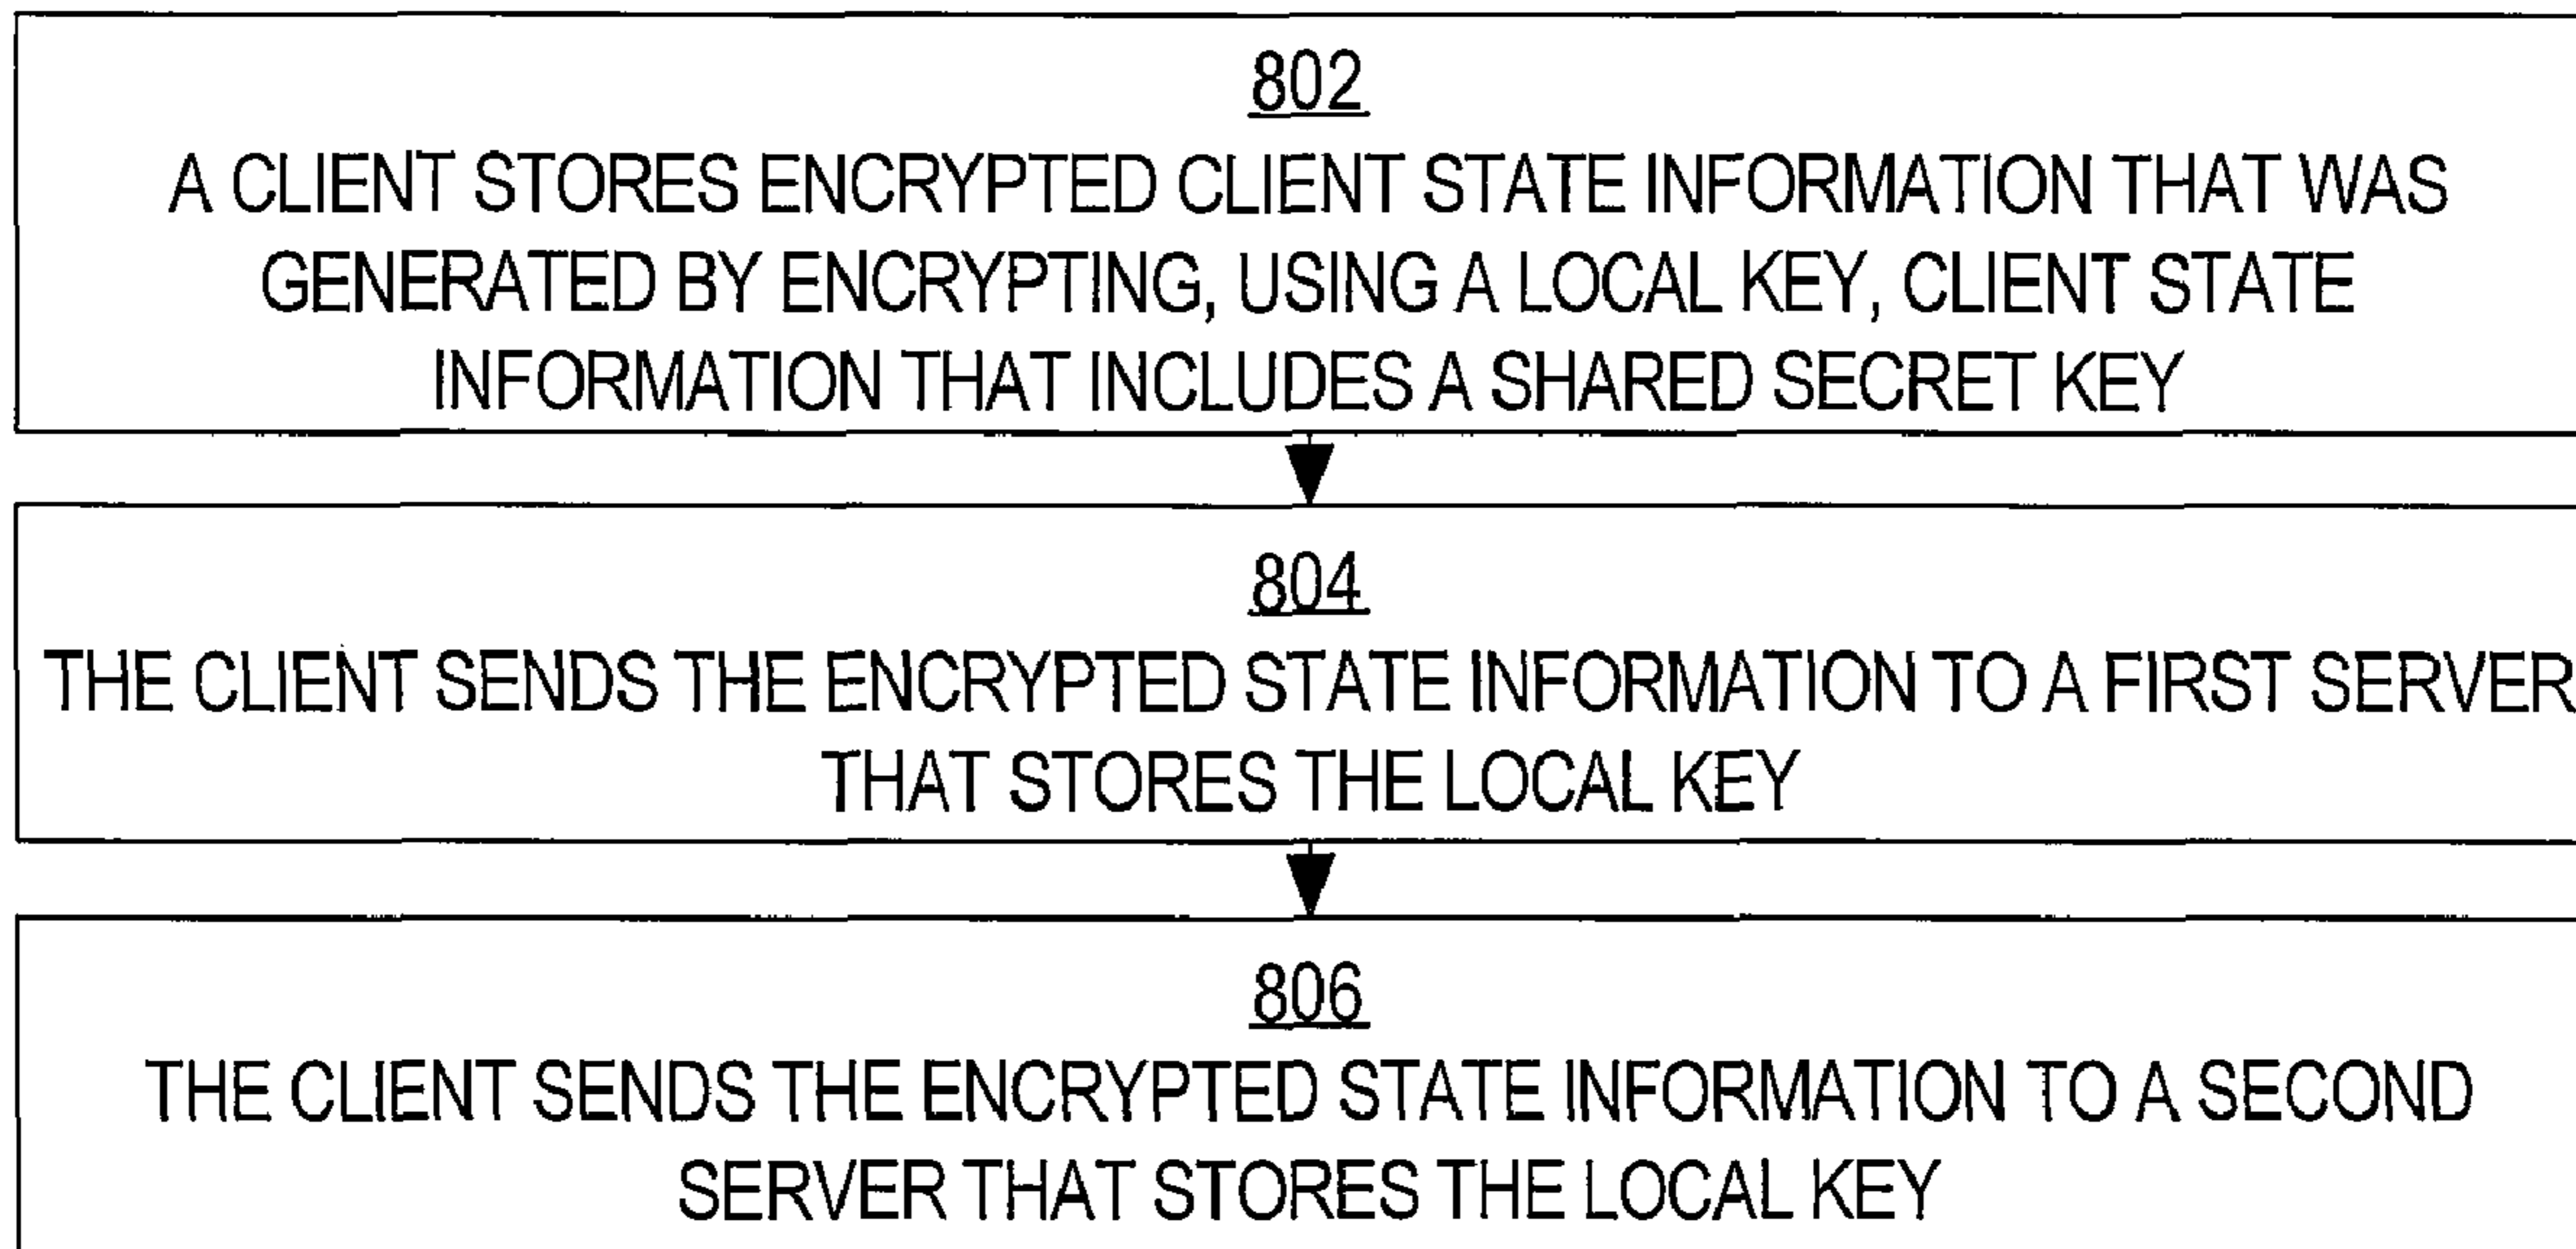 802
A CLIENT STORES ENCRYPTED CLIENT STATE INFORMATION THAT WAS
GENERATED BY ENCRYPTING, USING A LOCAL KEY, CLIENT STATE
INFORMATION THAT INCLUDES A SHARED SECRET KEY
804
THE CLIENT SENDS THE ENCRYPTED STATE INFORMATION TO A FIRST SERVER
THAT STORES THE LOCAL KEY
806
THE CLIENT SENDS THE ENCRYPTED STATE INFORMATION TO A SECOND
SERVER THAT STORES THE LOCAL KEY